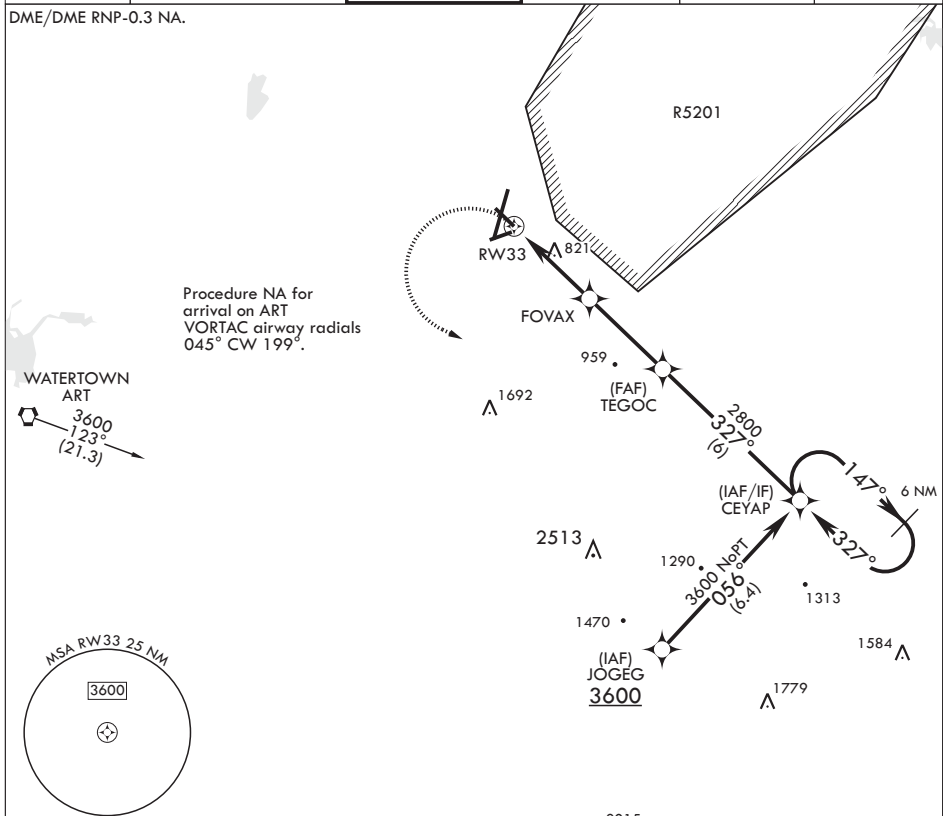 DME/DME RNP-0.3 NA.
R5201
RW33
821
Procedure NA for
arrival on ART
VORTAC airway radials
045° CW 199°.
FOVAX
959
(FAF)
TEGOC
WATERTOWN
ART
3600
123°
(21.3)
1692
2800
327°
(6)
(IAF/IF)
CEYAP
147°
6 NM
327°
2513
1290
3600 NoPT
056°
(6.4)
1313
1470
(IAF)
JOGEG
3600
1584
1779
MSA RW33 25 NM
3600